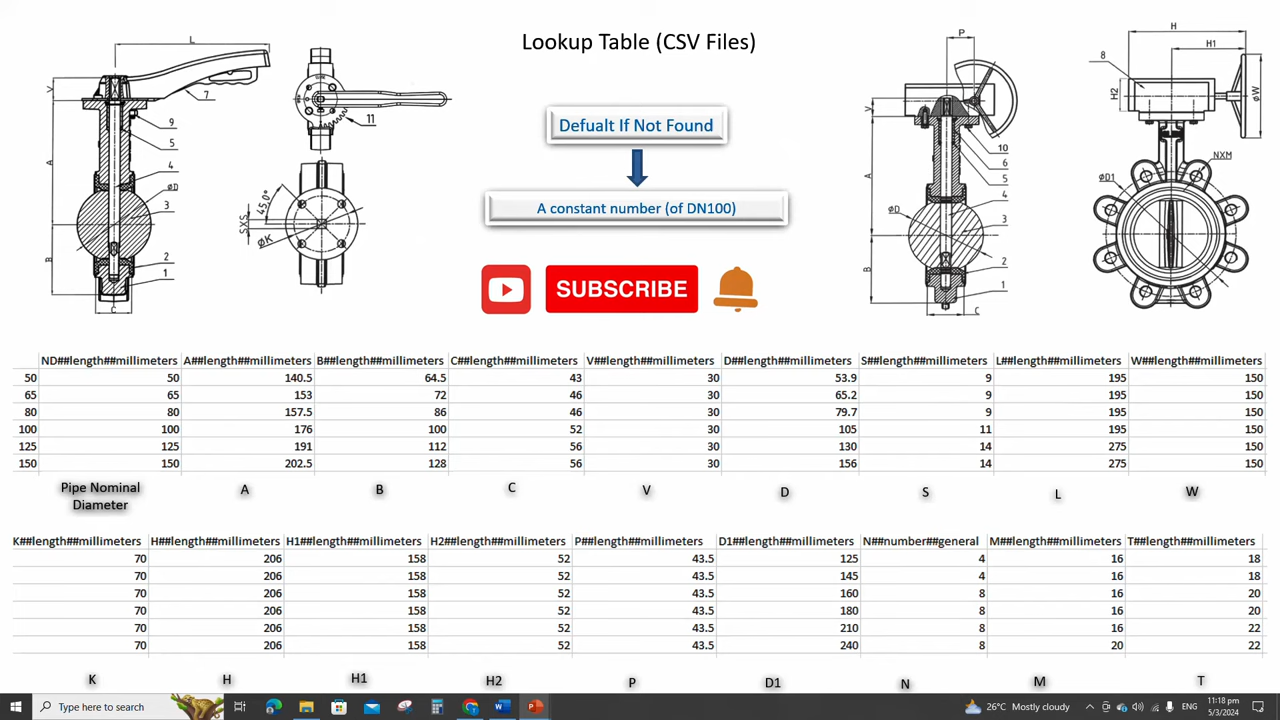 Lookup Table (CSV Files)
Defualt If Not Found
A constant number (of DN100)
SUBSCRIBE
L
V
A
B
C
7
9
5
4
ØD
3
2
1
11
45.0°
SXS
ØK
P
V
A
B
C
ØD
10
6
5
4
3
2
1
H
H1
8
H2
ØW
NXM
ØD1
ND##length##millimeters A##length##millimeters B##length##millimeters C##length##millimeters V##length##millimeters D##length##millimeters S##length##millimeters L##length##millimeters W##length##millimeters
50 50 140.5 64.5 43 30 53.9 9 195 150
65 65 153 72 46 30 65.2 9 195 150
80 80 157.5 86 46 30 79.7 9 195 150
100 100 176 100 52 30 105 11 195 150
125 125 191 112 56 30 130 14 275 150
150 150 202.5 128 56 30 156 14 275 150
Pipe Nominal
Diameter
A B C V D S L W
K##length##millimeters H##length##millimeters H1##length##millimeters H2##length##millimeters P##length##millimeters D1##length##millimeters N##number##general M##length##millimeters T##length##millimeters
70 206 158 52 43.5 125 4 16 18
70 206 158 52 43.5 145 4 16 18
70 206 158 52 43.5 160 8 16 20
70 206 158 52 43.5 180 8 16 20
70 206 158 52 43.5 210 8 16 22
70 206 158 52 43.5 240 8 20 22
K H H1 H2 P D1 N M T
Type here to search
26°C Mostly cloudy
ENG
11:18 pm
5/3/2024